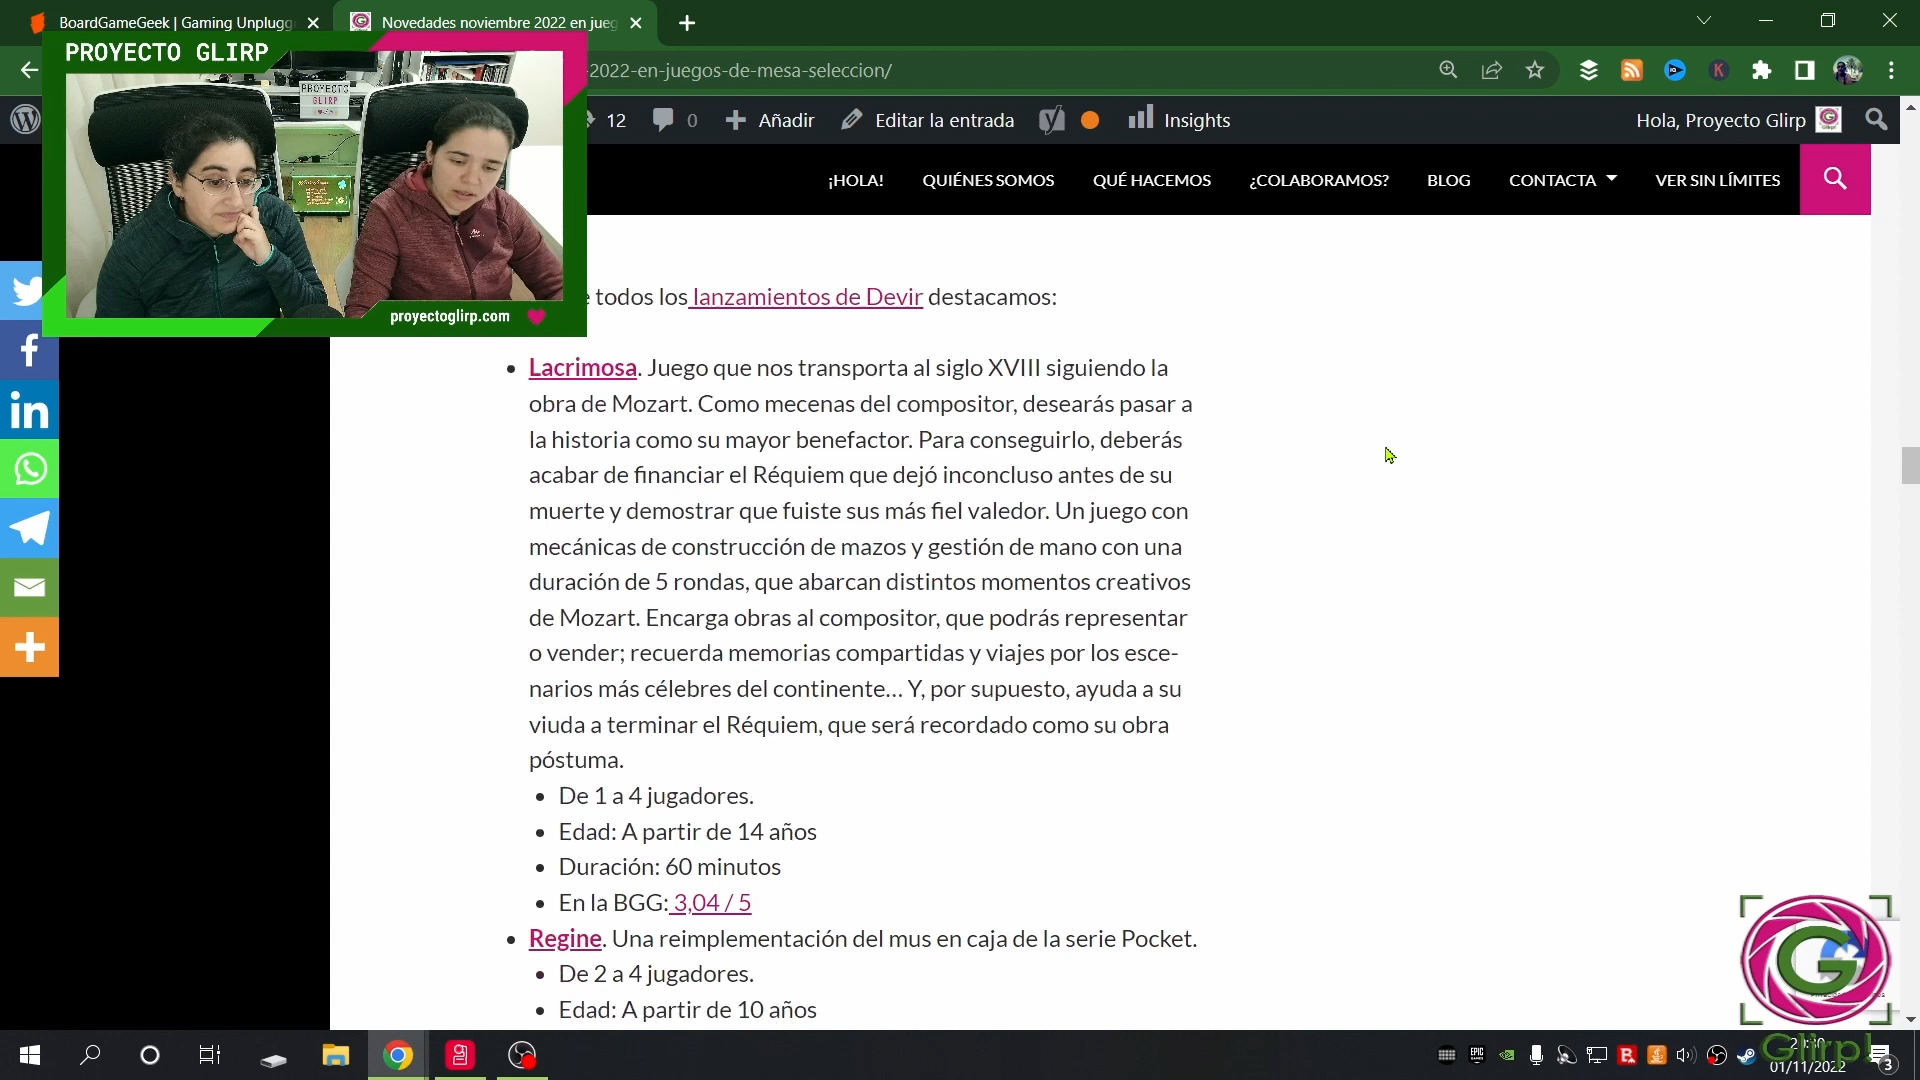 BoardGameGeek | Gaming Unplugg
Novedades noviembre 2022 en jueg
PROYECTO GLIRP
2022-en-juegos-de-mesa-seleccion/
12
0
Añadir
Editar la entrada
Insights
Hola, Proyecto Glirp
PROYECTO
GLIRP
¡HOLA!
QUIÉNES SOMOS
QUÉ HACEMOS
¿COLABORAMOS?
BLOG
CONTACTA
VER SIN LÍMITES
e todos los lanzamientos de Devir destacamos:
proyectoglirp.com
Lacrimosa. Juego que nos transporta al siglo XVIII siguiendo la
obra de Mozart. Como mecenas del compositor, desearás pasar a
la historia como su mayor benefactor. Para conseguirlo, deberás
acabar de financiar el Réquiem que dejó inconcluso antes de su
muerte y demostrar que fuiste sus más fiel valedor. Un juego con
mecánicas de construcción de mazos y gestión de mano con una
duración de 5 rondas, que abarcan distintos momentos creativos
de Mozart. Encarga obras al compositor, que podrás representar
o vender; recuerda memorias compartidas y viajes por los esce-
narios más célebres del continente... Y, por supuesto, ayuda a su
viuda a terminar el Réquiem, que será recordado como su obra
póstuma.
De 1 a 4 jugadores.
Edad: A partir de 14 años
Duración: 60 minutos
En la BGG: 3,04 / 5
Regine. Una reimplementación del mus en caja de la serie Pocket.
De 2 a 4 jugadores.
Edad: A partir de 10 años
Glirp!
01/11/2022
3